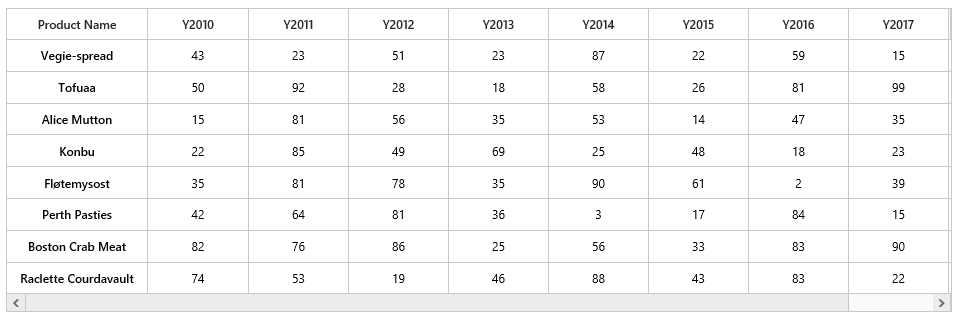 Product Name Y2010 Y2011 Y2012 Y2013 Y2014 Y2015 Y2016 Y2017
Vegie-spread 43 23 51 23 87 22 59 15
Tofuaa 50 92 28 18 58 26 81 99
Alice Mutton 15 81 56 35 53 14 47 35
Konbu 22 85 49 69 25 48 18 23
Fløtemysost 35 81 78 35 90 61 2 39
Perth Pasties 42 64 81 36 3 17 84 15
Boston Crab Meat 82 76 86 25 56 33 83 90
Raclette Courdavault 74 53 19 46 88 43 83 22